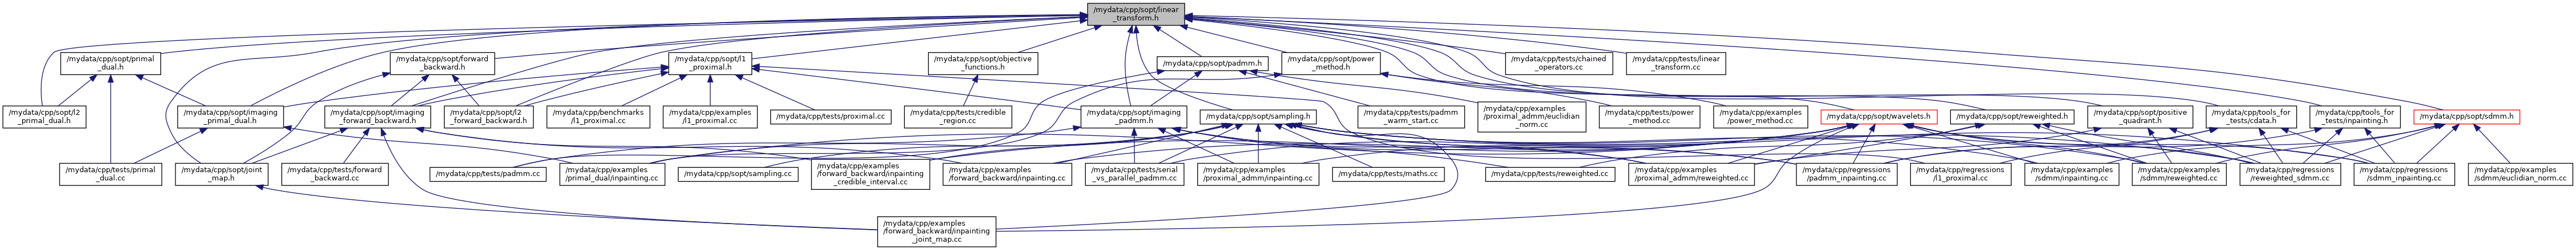 /mydata/cpp/sopt/linear
_transform.h
/mydata/cpp/sopt/primal
_dual.h
/mydata/cpp/sopt/forward
_backward.h
/mydata/cpp/sopt/l1
_proximal.h
/mydata/cpp/sopt/objective
_functions.h
/mydata/cpp/sopt/padmm.h
/mydata/cpp/sopt/power
_method.h
/mydata/cpp/tests/chained
_operators.cc
/mydata/cpp/tests/linear
_transform.cc
/mydata/cpp/sopt/l2
_primal_dual.h
/mydata/cpp/sopt/imaging
_primal_dual.h
/mydata/cpp/sopt/imaging
_forward_backward.h
/mydata/cpp/sopt/l2
_forward_backward.h
/mydata/cpp/benchmarks
/l1_proximal.cc
/mydata/cpp/examples
/l1_proximal.cc
/mydata/cpp/tests/proximal.cc
/mydata/cpp/tests/credible
_region.cc
/mydata/cpp/sopt/imaging
_padmm.h
/mydata/cpp/sopt/sampling.h
/mydata/cpp/tests/padmm
_warm_start.cc
/mydata/cpp/examples
/proximal_admm/euclidian
_norm.cc
/mydata/cpp/tests/power
_method.cc
/mydata/cpp/examples
/power_method.cc
/mydata/cpp/sopt/wavelets.h
/mydata/cpp/sopt/reweighted.h
/mydata/cpp/sopt/positive
_quadrant.h
/mydata/cpp/tools_for
_tests/cdata.h
/mydata/cpp/tools_for
_tests/inpainting.h
/mydata/cpp/sopt/sdmm.h
/mydata/cpp/tests/primal
_dual.cc
/mydata/cpp/sopt/joint
_map.h
/mydata/cpp/tests/forward
_backward.cc
/mydata/cpp/tests/padmm.cc
/mydata/cpp/examples
/primal_dual/inpainting.cc
/mydata/cpp/sopt/sampling.cc
/mydata/cpp/examples
/forward_backward/inpainting
_credible_interval.cc
/mydata/cpp/examples
/forward_backward/inpainting.cc
/mydata/cpp/tests/serial
_vs_parallel_padmm.cc
/mydata/cpp/examples
/proximal_admm/inpainting.cc
/mydata/cpp/tests/maths.cc
/mydata/cpp/tests/reweighted.cc
/mydata/cpp/examples
/proximal_admm/reweighted.cc
/mydata/cpp/regressions
/padmm_inpainting.cc
/mydata/cpp/regressions
/l1_proximal.cc
/mydata/cpp/examples
/sdmm/inpainting.cc
/mydata/cpp/examples
/sdmm/reweighted.cc
/mydata/cpp/regressions
/reweighted_sdmm.cc
/mydata/cpp/regressions
/sdmm_inpainting.cc
/mydata/cpp/examples
/sdmm/euclidian_norm.cc
/mydata/cpp/examples
/forward_backward/inpainting
_joint_map.cc